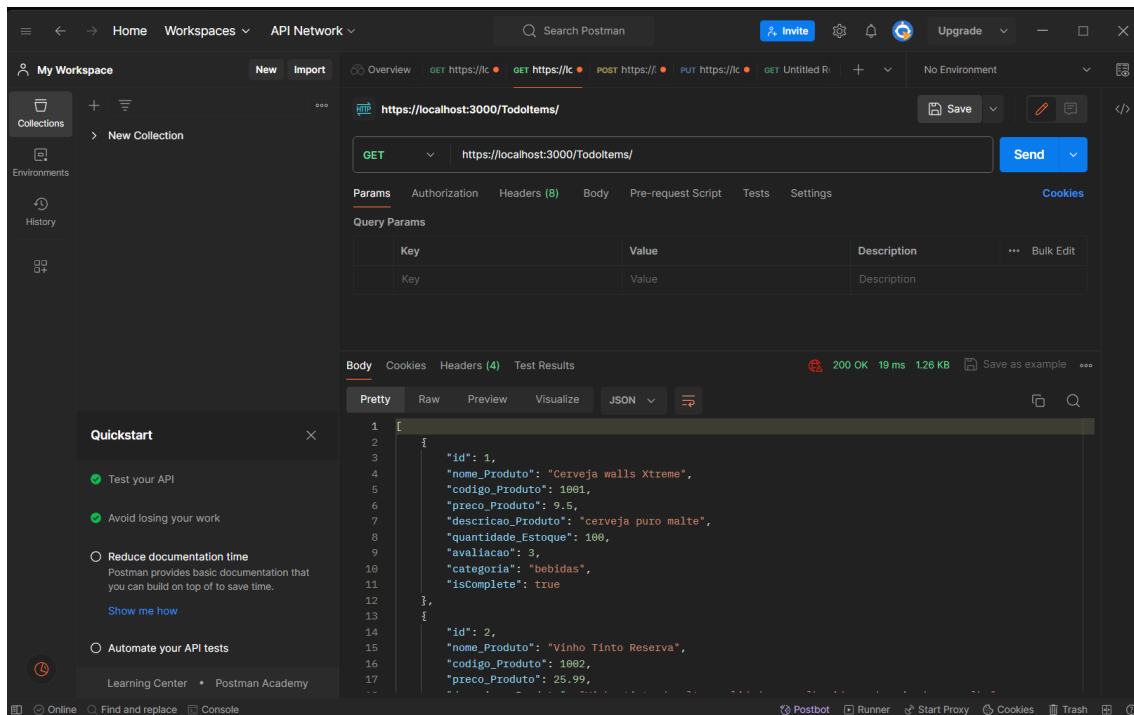 Home Workspaces API Network Search Postman Invite Upgrade
My Workspace New Import Overview GET https://lc GET https://lc POST https://l PUT https://lc GET Untitled R No Environment
Collections
Environments
History
New Collection
HTTP https://localhost:3000/TodoItems/ Save
GET https://localhost:3000/TodoItems/ Send
Params Authorization Headers (8) Body Pre-request Script Tests Settings Cookies
Query Params
Key Value Description Bulk Edit
Key Value Description
Body Cookies Headers (4) Test Results 200 OK 19 ms 1.26 KB Save as example
Pretty Raw Preview Visualize JSON
1 [
2 {
3 "id": 1,
4 "nome_Produto": "Cerveja walls Xtreme",
5 "codigo_Produto": 1001,
6 "preco_Produto": 9.5,
7 "descricao_Produto": "cerveja puro malte",
8 "quantidade_Estoque": 100,
9 "avaliacao": 3,
10 "categoria": "bebidas",
11 "isComplete": true
12 },
13 {
14 "id": 2,
15 "nome_Produto": "Vinho Tinto Reserva",
16 "codigo_Produto": 1002,
17 "preco_Produto": 25.99,
Quickstart
Test your API
Avoid losing your work
Reduce documentation time
Postman provides basic documentation that
you can build on top of to save time.
Show me how
Automate your API tests
Learning Center • Postman Academy
Online Find and replace Console Postbot Runner Start Proxy Cookies Trash